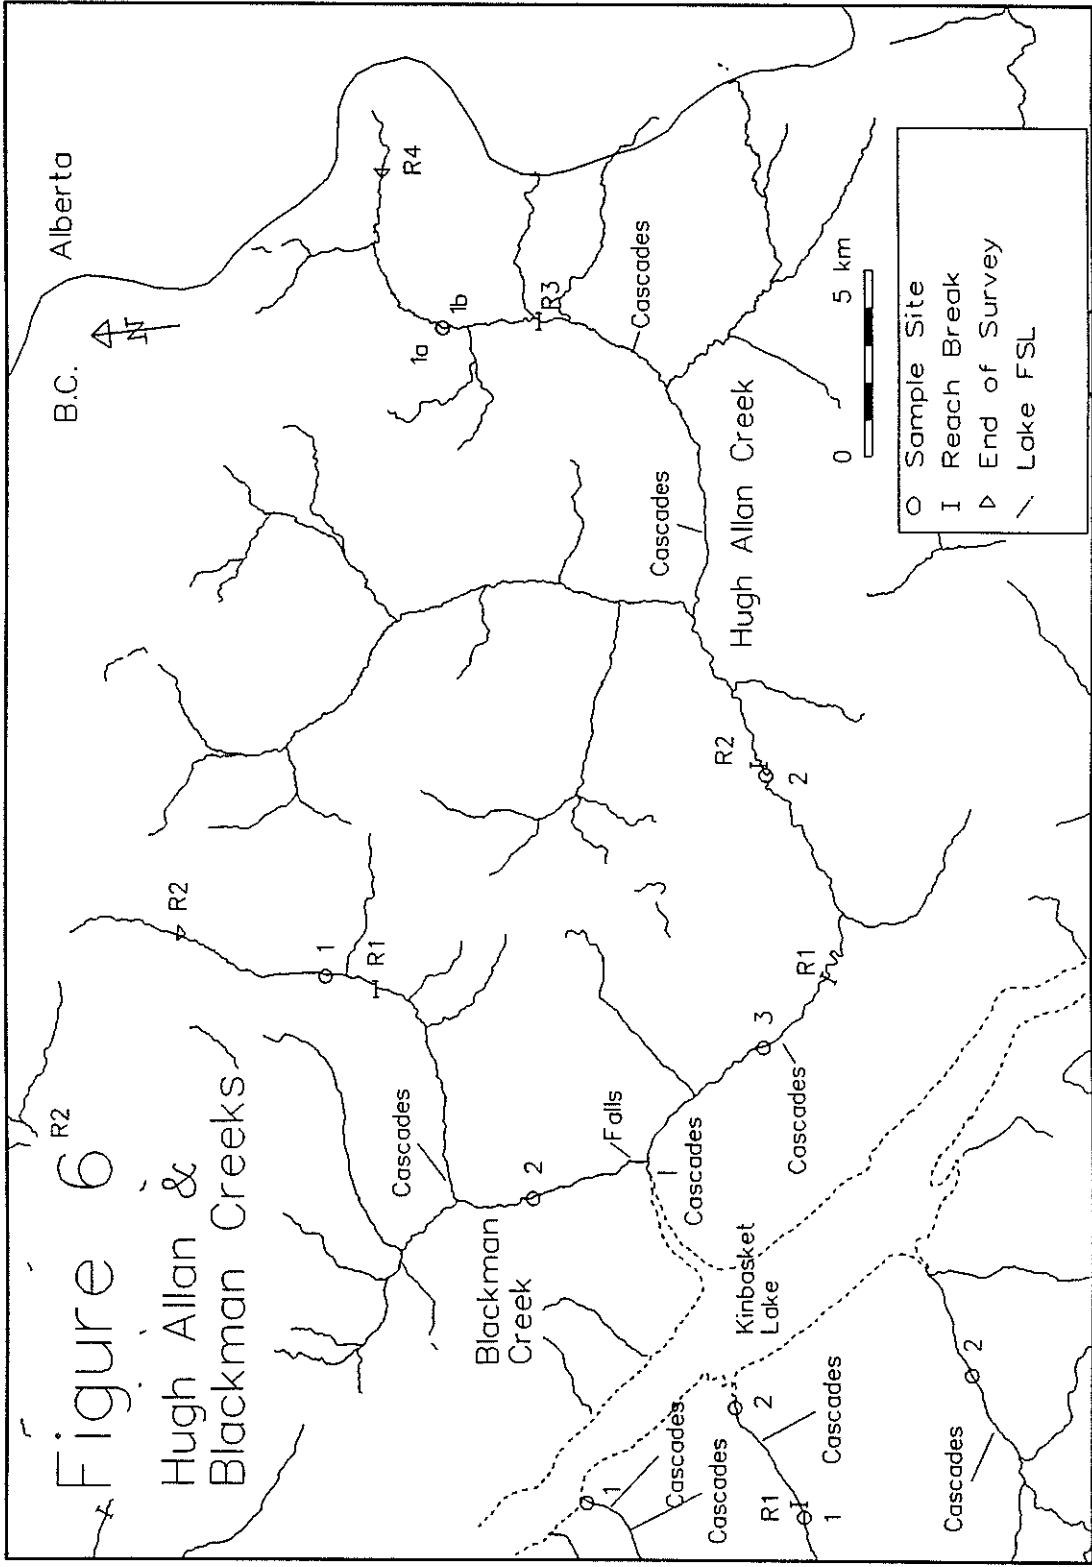 Figure 6
Hugh Allan &
Blackman Creeks
R2
B.C.
Alberta
N
R2
1
R1
Cascades
2
Blackman
Creek
Falls
Cascades
3
Cascades
R1
Kinbasket
Lake
1
Cascades
Cascades
2
Cascades
R1
1
2
Cascades
R2
2
Hugh Allan Creek
Cascades
Cascades
R3
1a
1b
R4
0
5 km
Sample Site
Reach Break
End of Survey
Lake FSL